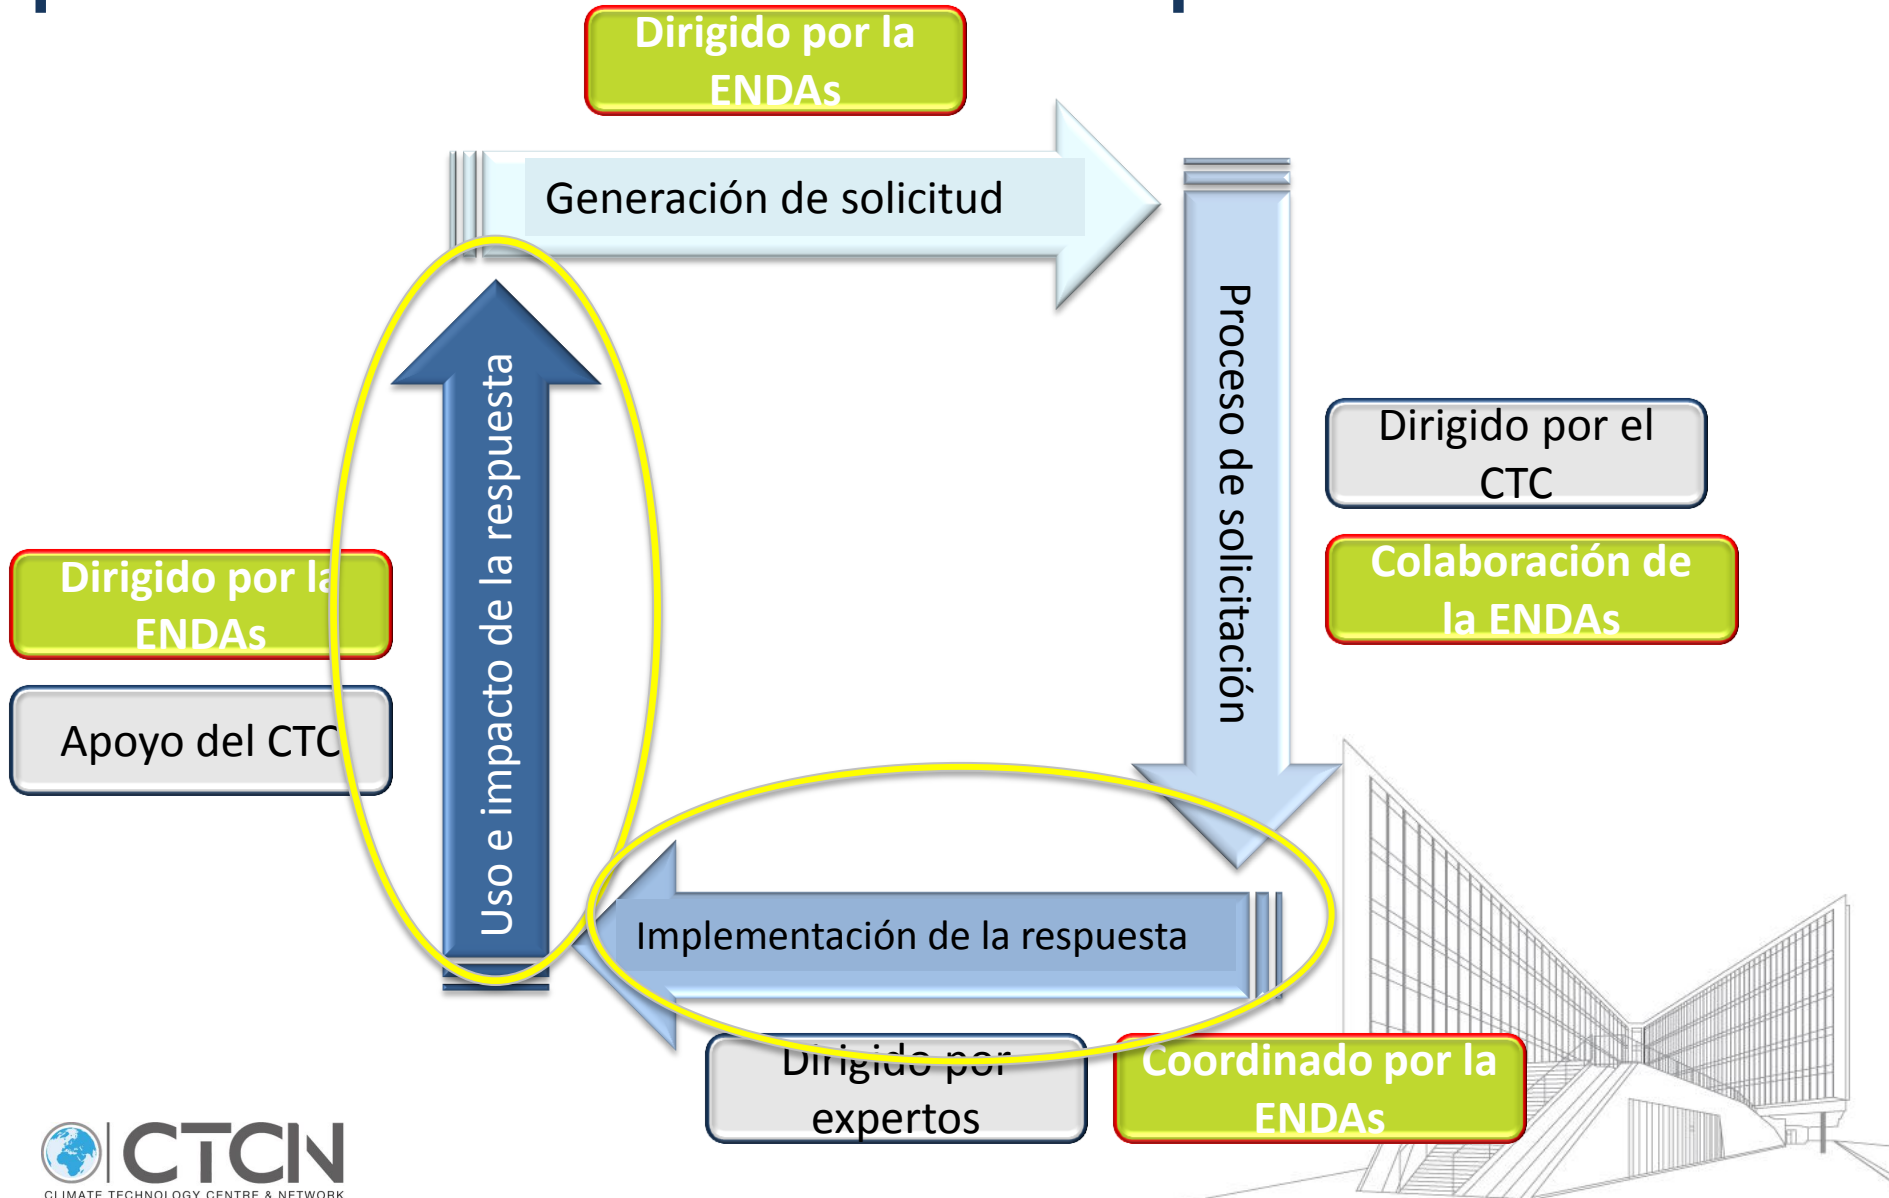 Dirigido por la
ENDAs
Generación de solicitud
Proceso de solicitación
Dirigido por el
CTC
Colaboración de
la ENDAs
Uso e impacto de la respuesta
Dirigido por la
ENDAs
Apoyo del CTC
Implementación de la respuesta
Dirigido por
expertos
Coordinado por la
ENDAs
CTCN
CLIMATE TECHNOLOGY CENTRE & NETWORK